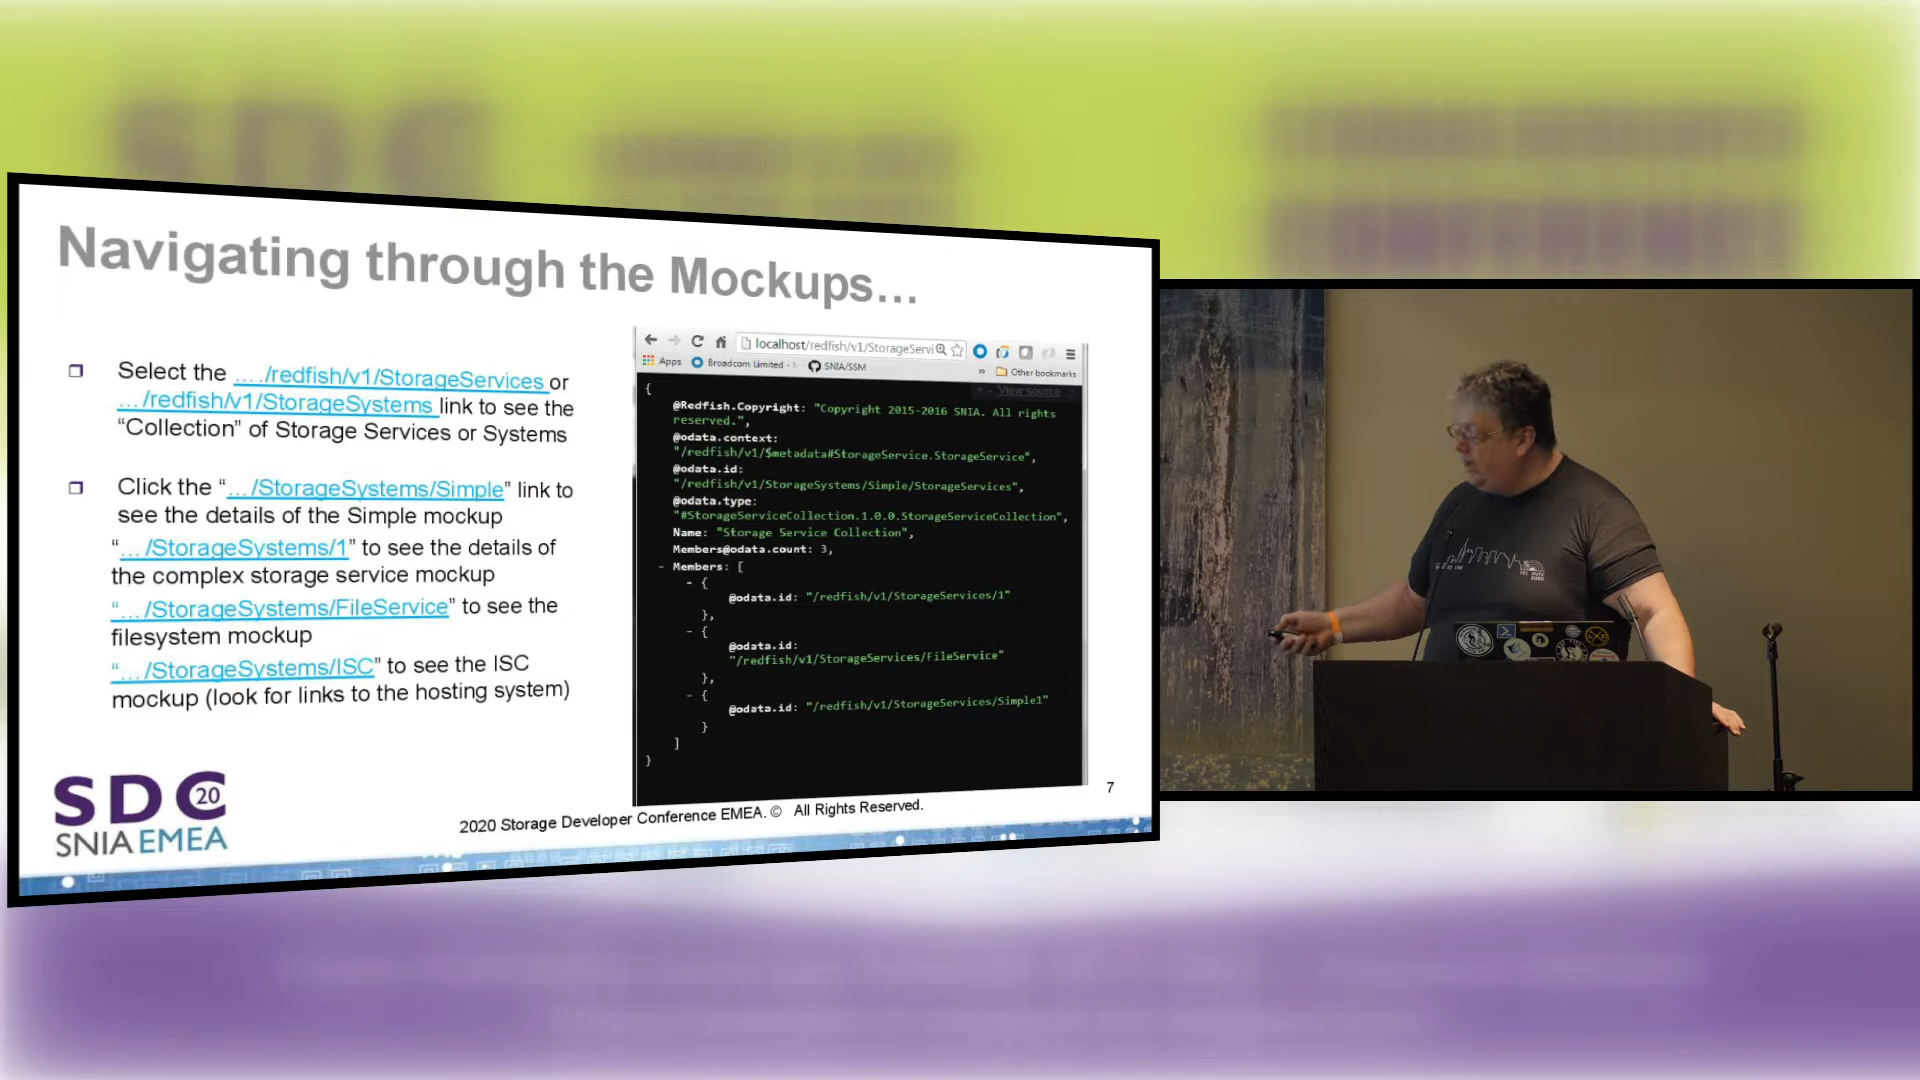 Navigating through the Mockups…
Select the …./redfish/v1/StorageServices or
…./redfish/v1/StorageSystems link to see the
“Collection” of Storage Services or Systems
Click the “…/StorageSystems/Simple” link to
see the details of the Simple mockup
“…/StorageSystems/1” to see the details of
the complex storage service mockup
“…/StorageSystems/FileService” to see the
filesystem mockup
“…/StorageSystems/ISC” to see the ISC
mockup (look for links to the hosting system)
localhost/redfish/v1/StorageServi
Apps
Broadcom Limited -
SNIA/SSM
»
Other bookmarks
+ - View source
{
@Redfish.Copyright: "Copyright 2015-2016 SNIA. All rights
reserved.",
@odata.context:
"/redfish/v1/$metadata#StorageService.StorageService",
@odata.id:
"/redfish/v1/StorageSystems/Simple/StorageServices",
@odata.type:
"#StorageServiceCollection.1.0.0.StorageServiceCollection",
Name: "Storage Service Collection",
Members@odata.count: 3,
- Members: [
- {
@odata.id: "/redfish/v1/StorageServices/1"
},
- {
@odata.id:
"/redfish/v1/StorageServices/FileService"
},
- {
@odata.id: "/redfish/v1/StorageServices/Simple1"
}
]
}
7
SDC 20
SNIA EMEA
2020 Storage Developer Conference EMEA. © All Rights Reserved.
TEL AVIV
2020